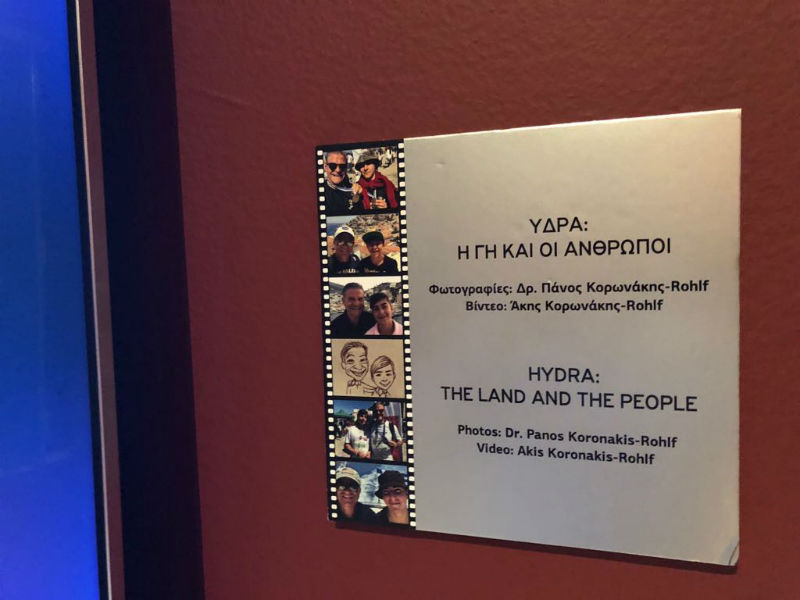 ΥΔΡΑ:
Η ΓΗ ΚΑΙ ΟΙ ΑΝΘΡΩΠΟΙ
Φωτογραφίες: Δρ. Πάνος Κορωνάκης-Rohlf
Βίντεο: Άκης Κορωνάκης-Rohlf
HYDRA:
THE LAND AND THE PEOPLE
Photos: Dr. Panos Koronakis-Rohlf
Video: Akis Koronakis-Rohlf